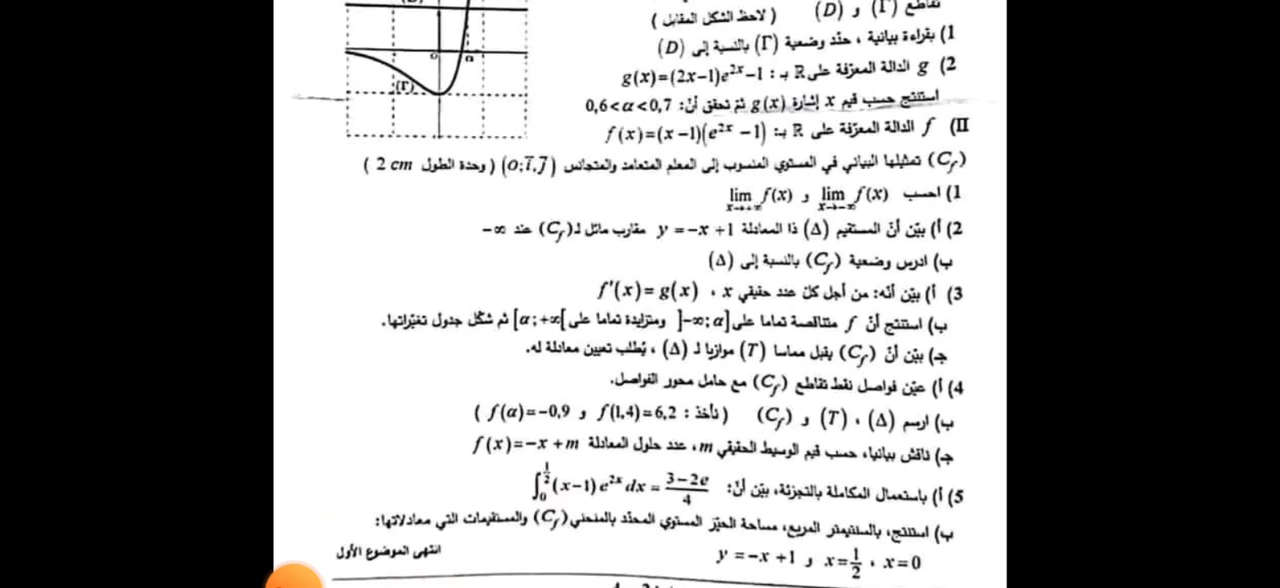 تقاطع (Γ) و (D) ( لاحظ الشكل المقابل )
1) بقراءة بيانية ، حدّد وضعية (Γ) بالنسبة إلى (D)
2) g الدالة المعرّفة على ℝ بـ : g(x)=(2x−1)e^{2x}−1
استنتج حسب قيم x إشارة g(x) ثم تحقق أنّ: 0,6<α<0,7
II) f الدالة المعرّفة على ℝ بـ: f(x)=(x−1)(e^{2x}−1)
(C_f) تمثيلها البياني في المستوي المنسوب إلى المعلم المتعامد والمتجانس (O;i⃗,j⃗) ( وحدة الطول 2 cm )
1) احسب lim_{x→−∞} f(x) و lim_{x→+∞} f(x)
2) أ) بيّن أنّ المستقيم (Δ) ذا المعادلة y=−x+1 مقارب مائل لـ (C_f) عند −∞
ب) ادرس وضعية (C_f) بالنسبة إلى (Δ)
3) أ) بيّن أنّه: من أجل كل عدد حقيقي x ، f'(x)=g(x)
ب) استنتج أنّ f متناقصة تماما على ]−∞;α] ومتزايدة تماما على [α;+∞[ ثم شكّل جدول تغيّراتها.
جـ) بيّن أنّ (C_f) يقبل مماسا (T) موازيا لـ (Δ) ، يُطلب تعيين معادلة له.
4) أ) عيّن فواصل نقط تقاطع (C_f) مع حامل محور الفواصل.
ب) ارسم (Δ) ، (T) و (C_f) ( نأخذ : f(1,4)=6,2 و f(α)=−0,9 )
جـ) ناقش بيانيا، حسب قيم الوسيط الحقيقي m، عدد حلول المعادلة f(x)=−x+m
5) أ) باستعمال المكاملة بالتجزئة، بيّن أنّ: ∫_0^{1/2}(x−1)e^{2x}dx = (3−2e)/4
ب) استنتج، بالسنتيمتر المربع، مساحة الحيّز المستوي المحدّد بالمنحني (C_f) والمستقيمات التي معادلاتها:
x=0 ، x=1/2 و y=−x+1
انتهى الموضوع الأول
(Γ)
o
α